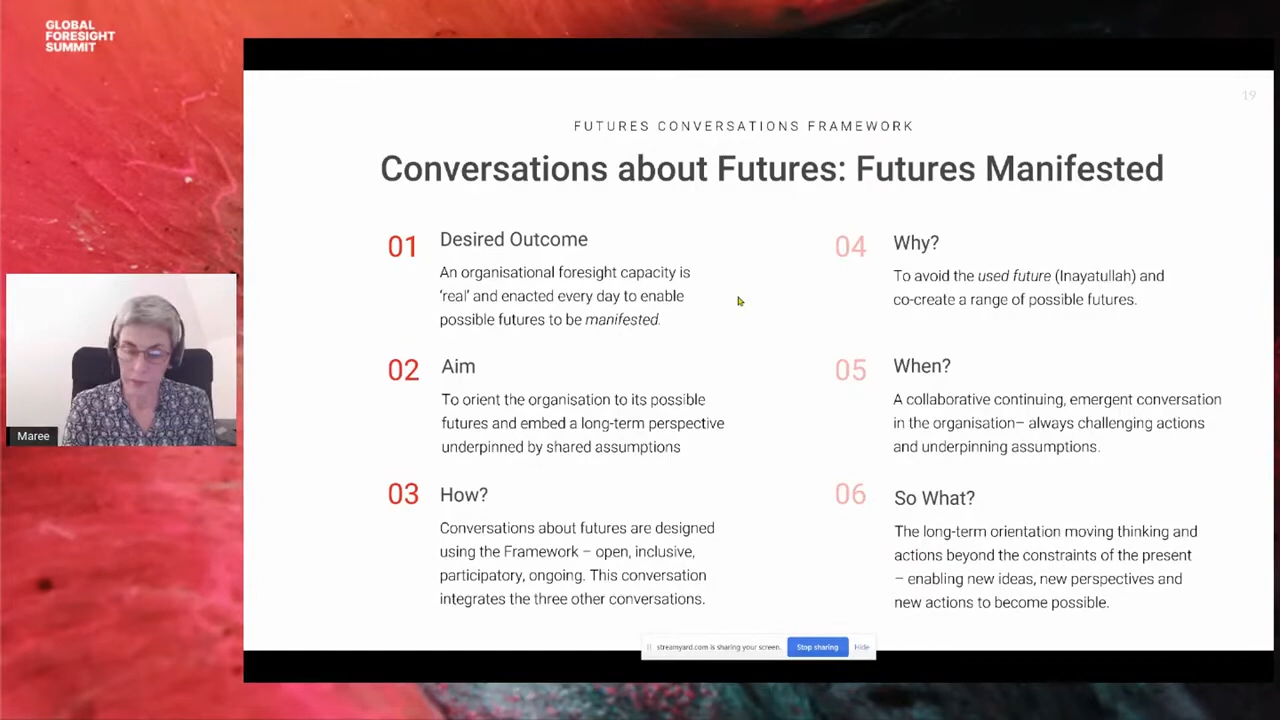 GLOBAL
FORESIGHT
SUMMIT
19
FUTURES CONVERSATIONS FRAMEWORK
Conversations about Futures: Futures Manifested
01
Desired Outcome
An organisational foresight capacity is
‘real’ and enacted every day to enable
possible futures to be manifested.
02
Aim
To orient the organisation to its possible
futures and embed a long-term perspective
underpinned by shared assumptions
03
How?
Conversations about futures are designed
using the Framework – open, inclusive,
participatory, ongoing. This conversation
integrates the three other conversations.
04
Why?
To avoid the used future (Inayatullah) and
co-create a range of possible futures.
05
When?
A collaborative continuing, emergent conversation
in the organisation– always challenging actions
and underpinning assumptions.
06
So What?
The long-term orientation moving thinking and
actions beyond the constraints of the present
– enabling new ideas, new perspectives and
new actions to become possible.
Maree
streamyard.com is sharing your screen.
Stop sharing
Hide